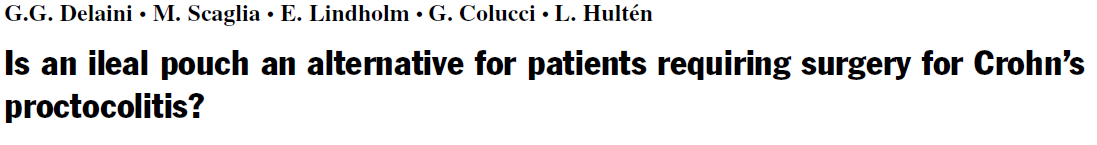 G.G. Delaini • M. Scaglia • E. Lindholm • G. Colucci • L. Hultén
Is an ileal pouch an alternative for patients requiring surgery for Crohn’s
proctocolitis?